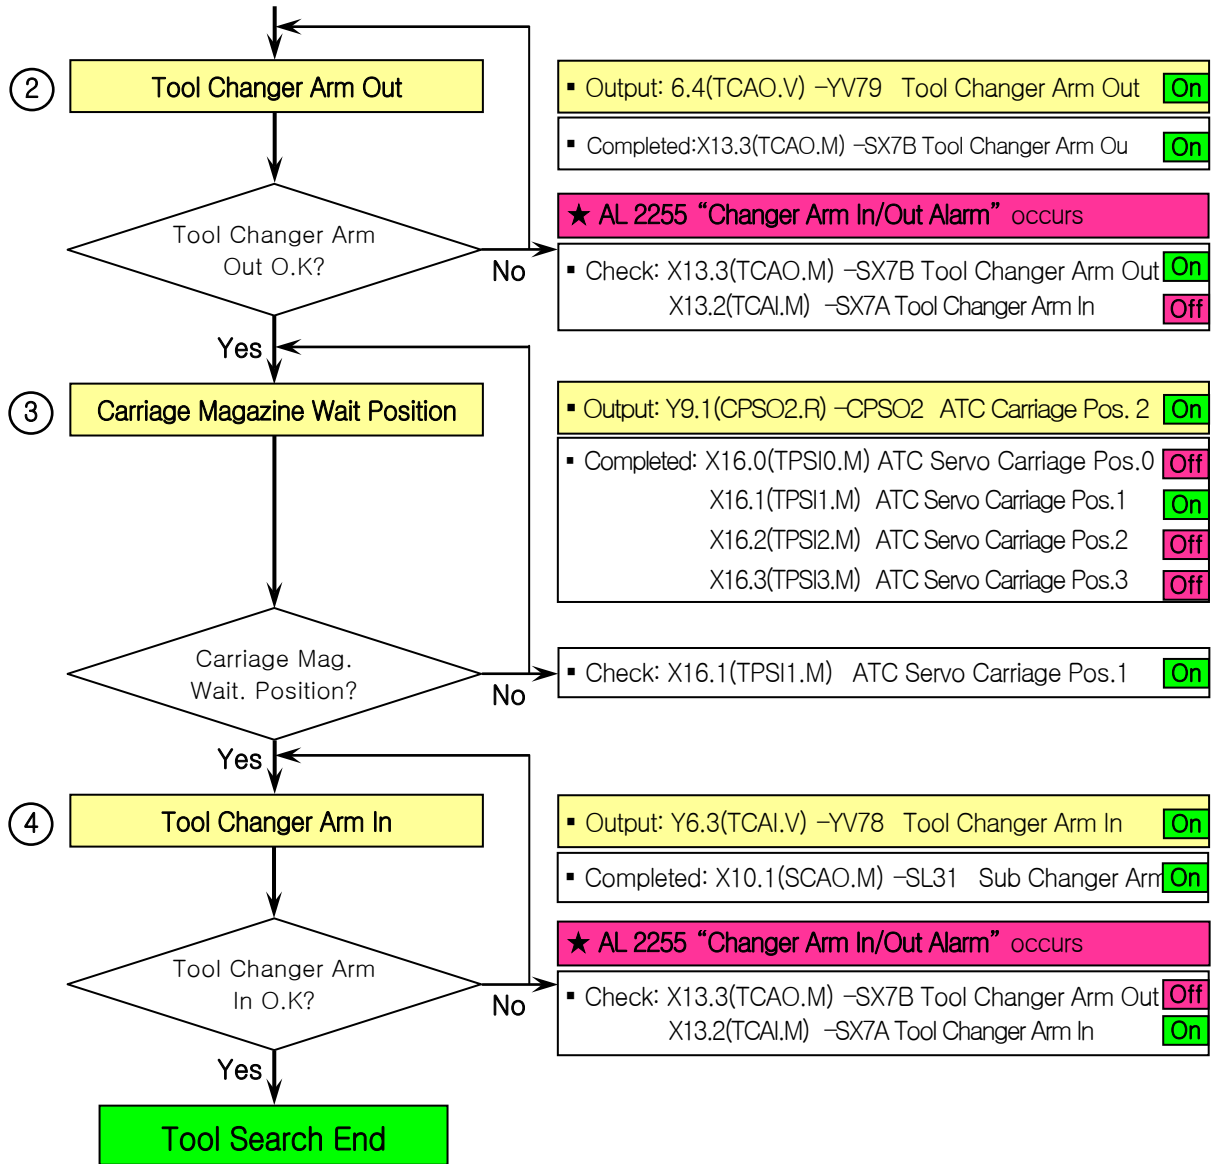 ② Tool Changer Arm Out
▪ Output: 6.4(TCAO.V) -YV79 Tool Changer Arm Out On
▪ Completed:X13.3(TCAO.M) -SX7B Tool Changer Arm Ou On
Tool Changer Arm
Out O.K?
No
Yes
★ AL 2255 “Changer Arm In/Out Alarm” occurs
▪ Check: X13.3(TCAO.M) -SX7B Tool Changer Arm Out On
X13.2(TCAI.M) -SX7A Tool Changer Arm In Off
③ Carriage Magazine Wait Position
▪ Output: Y9.1(CPSO2.R) -CPSO2 ATC Carriage Pos. 2 On
▪ Completed: X16.0(TPSI0.M) ATC Servo Carriage Pos.0 Off
X16.1(TPSI1.M) ATC Servo Carriage Pos.1 On
X16.2(TPSI2.M) ATC Servo Carriage Pos.2 Off
X16.3(TPSI3.M) ATC Servo Carriage Pos.3 Off
Carriage Mag.
Wait. Position?
No
Yes
▪ Check: X16.1(TPSI1.M) ATC Servo Carriage Pos.1 On
④ Tool Changer Arm In
▪ Output: Y6.3(TCAI.V) -YV78 Tool Changer Arm In On
▪ Completed: X10.1(SCAO.M) -SL31 Sub Changer Arm On
Tool Changer Arm
In O.K?
No
Yes
★ AL 2255 “Changer Arm In/Out Alarm” occurs
▪ Check: X13.3(TCAO.M) -SX7B Tool Changer Arm Out Off
X13.2(TCAI.M) -SX7A Tool Changer Arm In On
Tool Search End